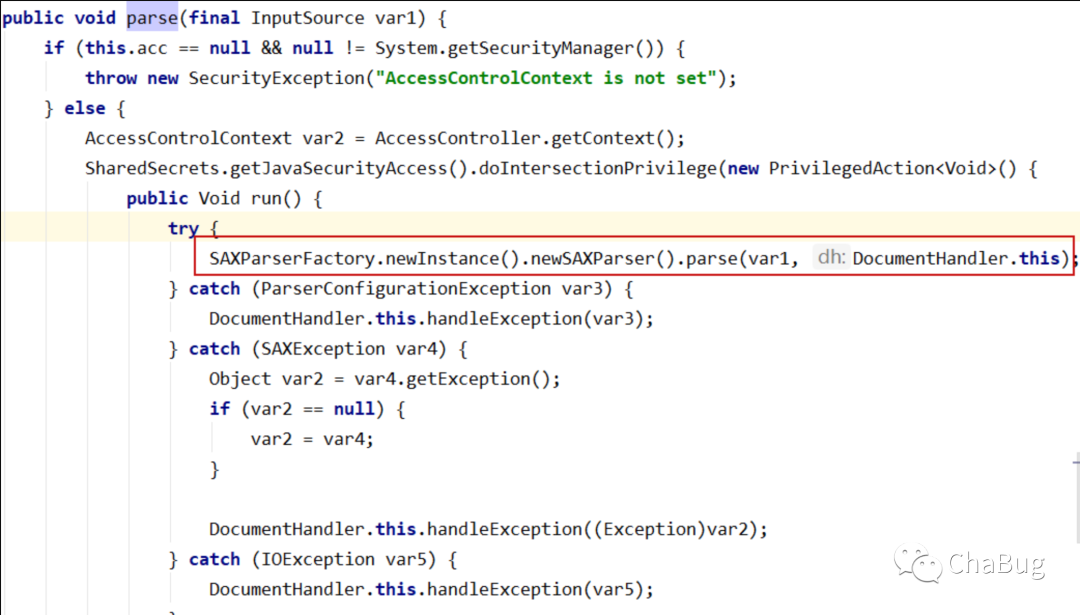 public void parse(final InputSource var1) {
if (this.acc == null && null != System.getSecurityManager()) {
throw new SecurityException("AccessControlContext is not set");
} else {
AccessControlContext var2 = AccessController.getContext();
SharedSecrets.getJavaSecurityAccess().doIntersectionPrivilege(new PrivilegedAction<Void>() {
public Void run() {
try {
SAXParserFactory.newInstance().newSAXParser().parse(var1, dh: DocumentHandler.this);
} catch (ParserConfigurationException var3) {
DocumentHandler.this.handleException(var3);
} catch (SAXException var4) {
Object var2 = var4.getException();
if (var2 == null) {
var2 = var4;
}
DocumentHandler.this.handleException((Exception)var2);
} catch (IOException var5) {
DocumentHandler.this.handleException(var5);
ChaBug